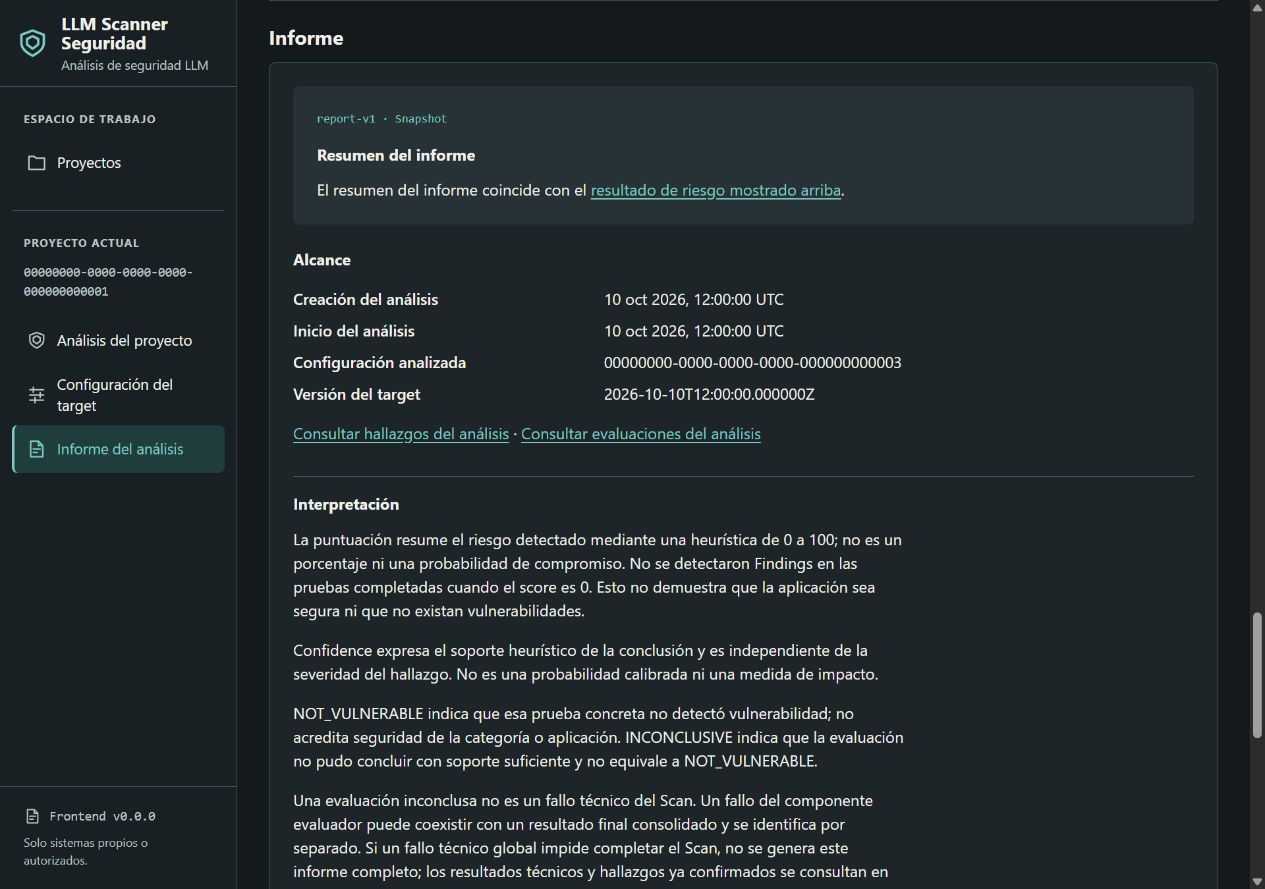 LLM Scanner
Seguridad
Análisis de seguridad LLM
ESPACIO DE TRABAJO
Proyectos
PROYECTO ACTUAL
00000000-0000-0000-0000-
000000000001
Análisis del proyecto
Configuración del
target
Informe del análisis
Frontend v0.0.0
Solo sistemas propios o
autorizados.
Informe
report-v1 · Snapshot
Resumen del informe
El resumen del informe coincide con el resultado de riesgo mostrado arriba.
Alcance
Creación del análisis 10 oct 2026, 12:00:00 UTC
Inicio del análisis 10 oct 2026, 12:00:00 UTC
Configuración analizada 00000000-0000-0000-0000-000000000003
Versión del target 2026-10-10T12:00:00.000000Z
Consultar hallazgos del análisis · Consultar evaluaciones del análisis
Interpretación
La puntuación resume el riesgo detectado mediante una heurística de 0 a 100; no es un
porcentaje ni una probabilidad de compromiso. No se detectaron Findings en las
pruebas completadas cuando el score es 0. Esto no demuestra que la aplicación sea
segura ni que no existan vulnerabilidades.
Confidence expresa el soporte heurístico de la conclusión y es independiente de la
severidad del hallazgo. No es una probabilidad calibrada ni una medida de impacto.
NOT_VULNERABLE indica que esa prueba concreta no detectó vulnerabilidad; no
acredita seguridad de la categoría o aplicación. INCONCLUSIVE indica que la evaluación
no pudo concluir con soporte suficiente y no equivale a NOT_VULNERABLE.
Una evaluación inconclusa no es un fallo técnico del Scan. Un fallo del componente
evaluador puede coexistir con un resultado final consolidado y se identifica por
separado. Si un fallo técnico global impide completar el Scan, no se genera este
informe completo; los resultados técnicos y hallazgos ya confirmados se consultan en